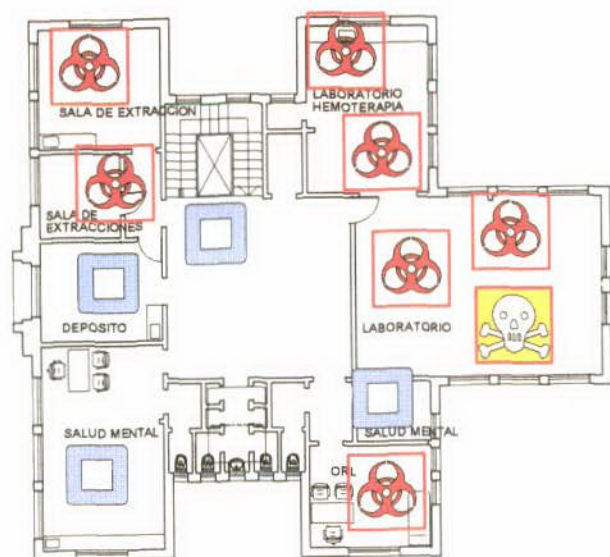 SALA DE EXTRACCION
LABORATORIO
HEMOTERAPIA
SALA DE
EXTRACCIONES
DEPOSITO
LABORATORIO
SALUD MENTAL
SALUD MENTAL
ORL